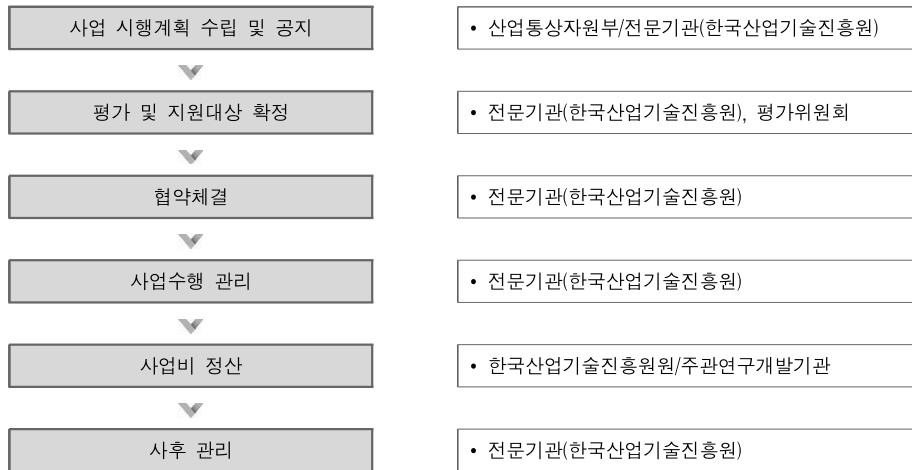 사업 시행계획 수립 및 공지
• 산업통상자원부/전문기관(한국산업기술진흥원)
평가 및 지원대상 확정
• 전문기관(한국산업기술진흥원), 평가위원회
협약체결
• 전문기관(한국산업기술진흥원)
사업수행 관리
• 전문기관(한국산업기술진흥원)
사업비 정산
• 한국산업기술진흥원원/주관연구개발기관
사후 관리
• 전문기관(한국산업기술진흥원)